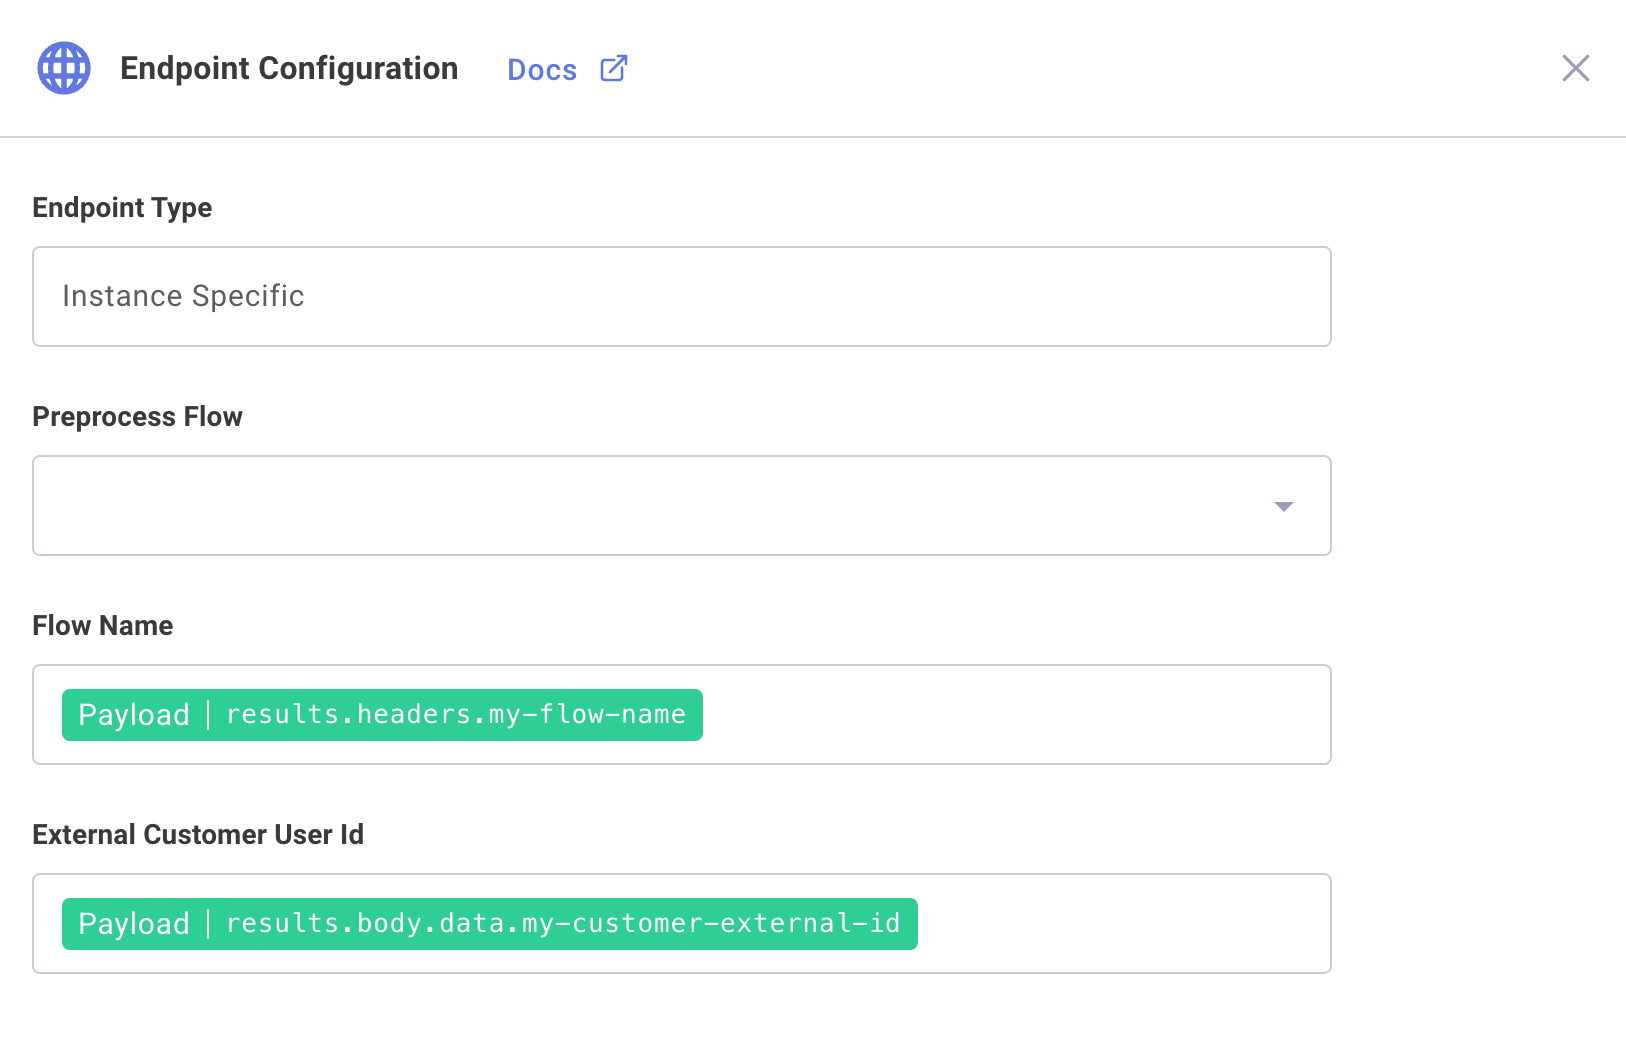 Endpoint Configuration Docs
Endpoint Type
Instance Specific
Preprocess Flow
Flow Name
Payload | results.headers.my-flow-name
External Customer User Id
Payload | results.body.data.my-customer-external-id